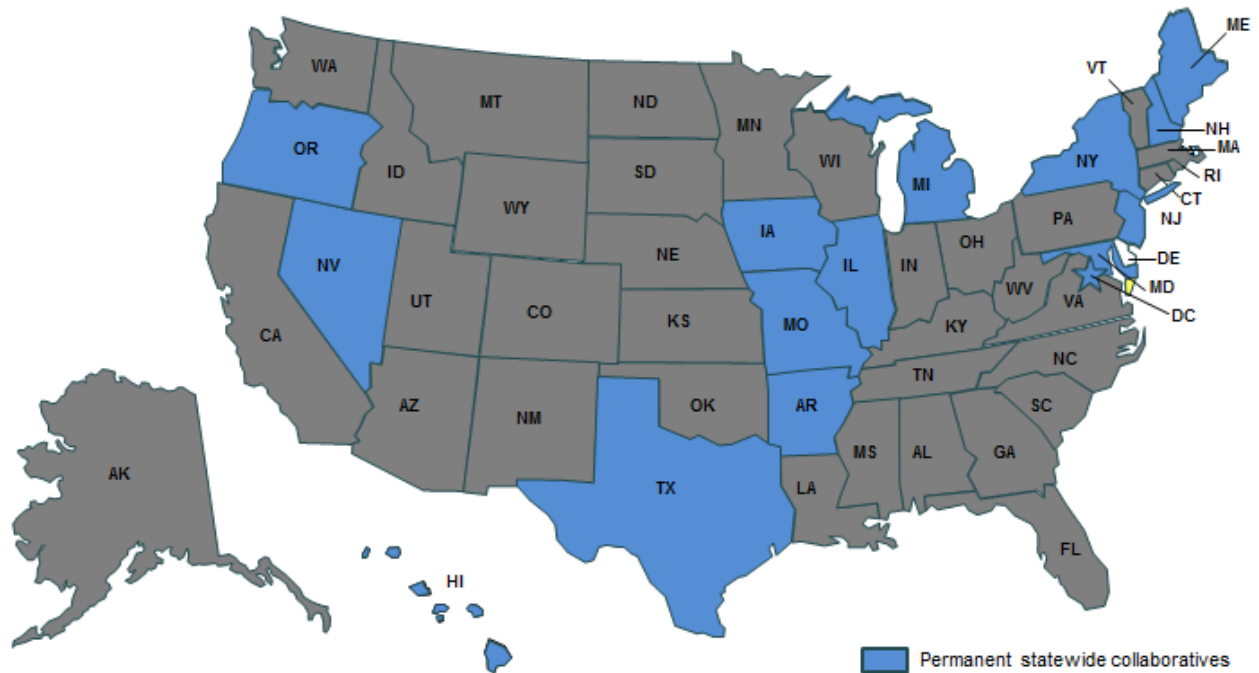 ME
WA
VT
MT
ND
MN
OR
NH
MA
ID
WI
NY
SD
MI
RI
WY
CT
PA
NJ
IA
NE
OH
NV
IL
IN
DE
UT
MD
WV
VA
CO
DC
CA
KS
MO
KY
NC
TN
AZ
OK
AR
NM
SC
MS
AL
GA
AK
TX
LA
FL
HI
Permanent statewide collaboratives